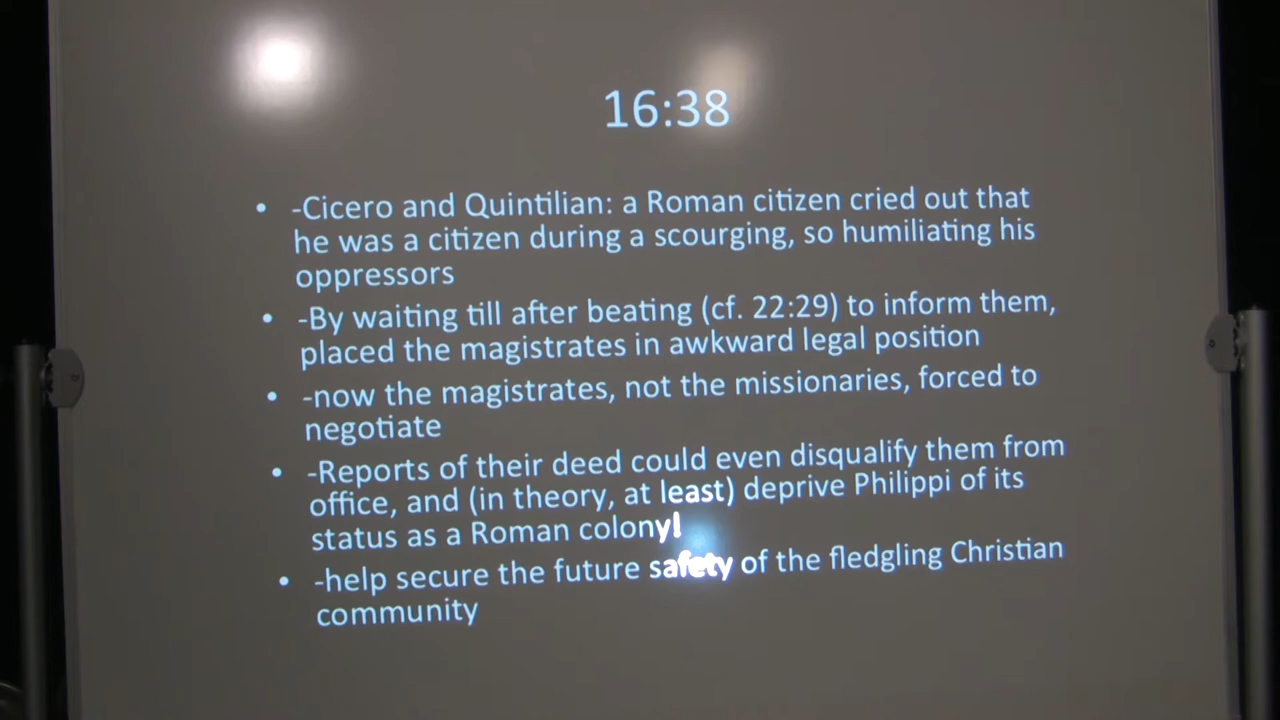 16:38
• -Cicero and Quintilian: a Roman citizen cried out that
he was a citizen during a scourging, so humiliating his
oppressors
• -By waiting till after beating (cf. 22:29) to inform them,
placed the magistrates in awkward legal position
• -now the magistrates, not the missionaries, forced to
negotiate
• -Reports of their deed could even disqualify them from
office, and (in theory, at least) deprive Philippi of its
status as a Roman colony!
• -help secure the future safety of the fledgling Christian
community